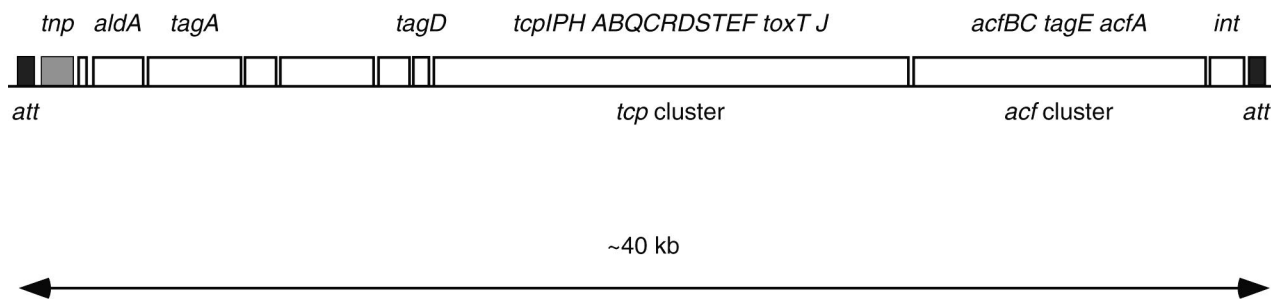 tnp aldA tagA tagD tcpIPH ABQCRDSTEF toxT J acfBC tagE acfA int
att tcp cluster acf cluster att
~40 kb